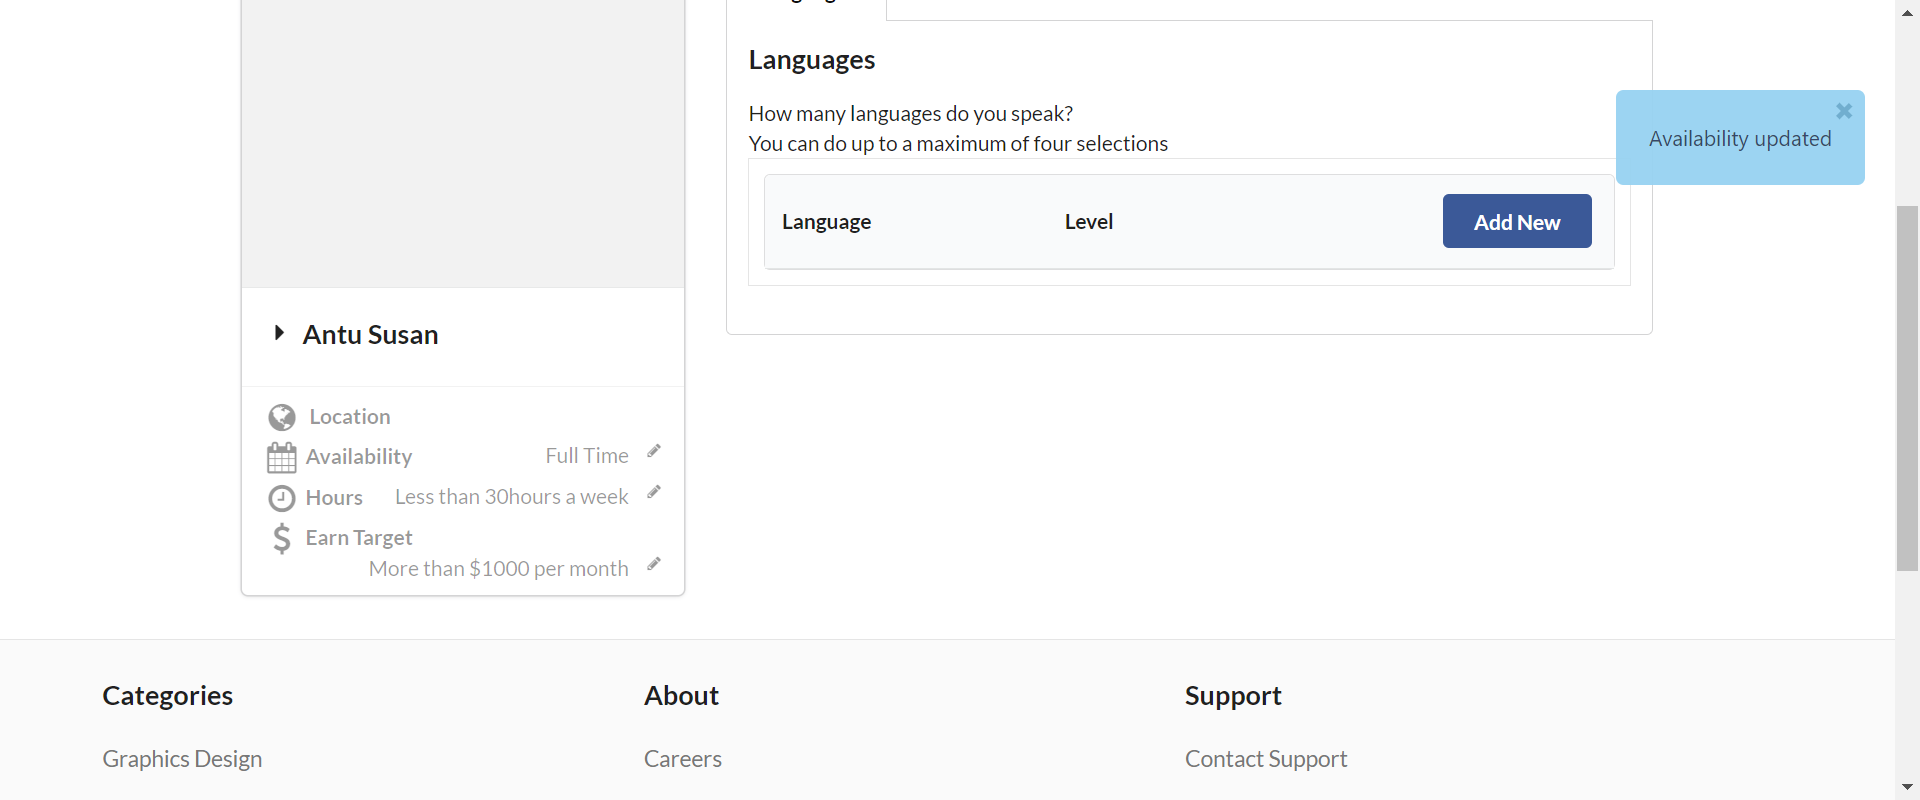 Languages
How many languages do you speak?
You can do up to a maximum of four selections
Availability updated
Language Level Add New
Antu Susan
Location
Availability Full Time
Hours Less than 30hours a week
Earn Target
More than $1000 per month
Categories About Support
Graphics Design Careers Contact Support